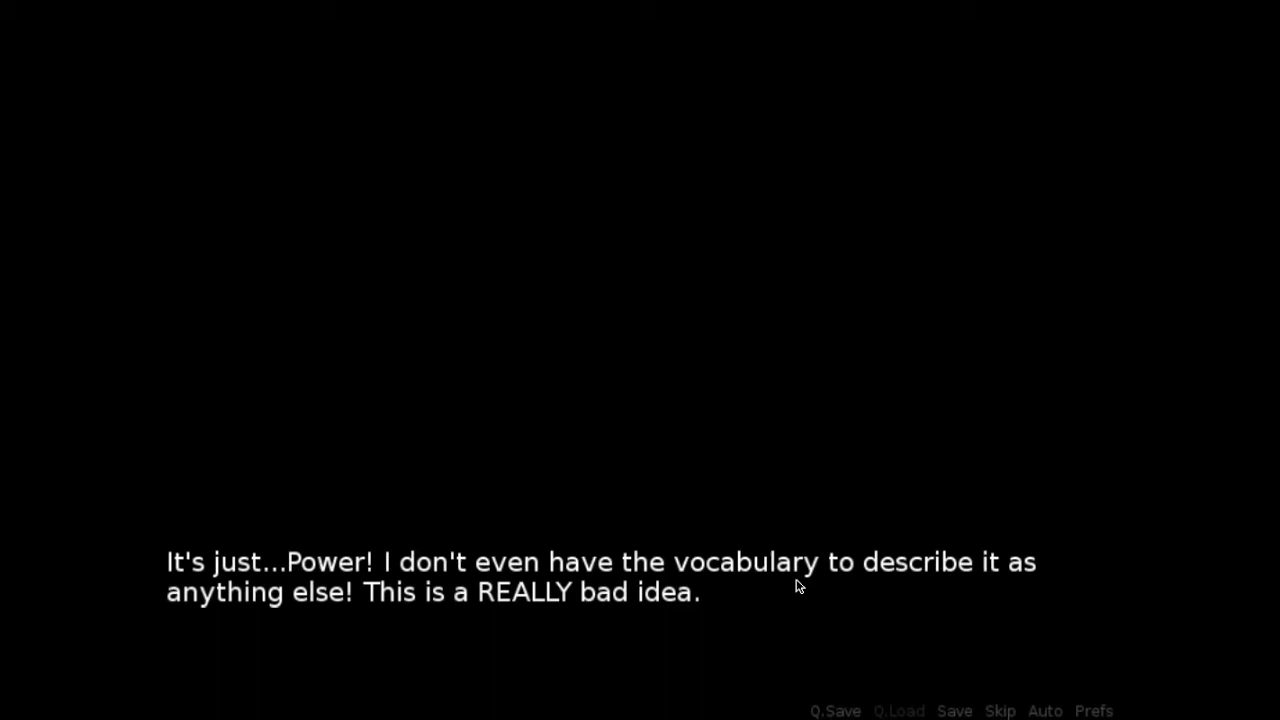 It's just...Power! I don't even have the vocabulary to describe it as
anything else! This is a REALLY bad idea.
Q.Save Q.Load Save Skip Auto Prefs